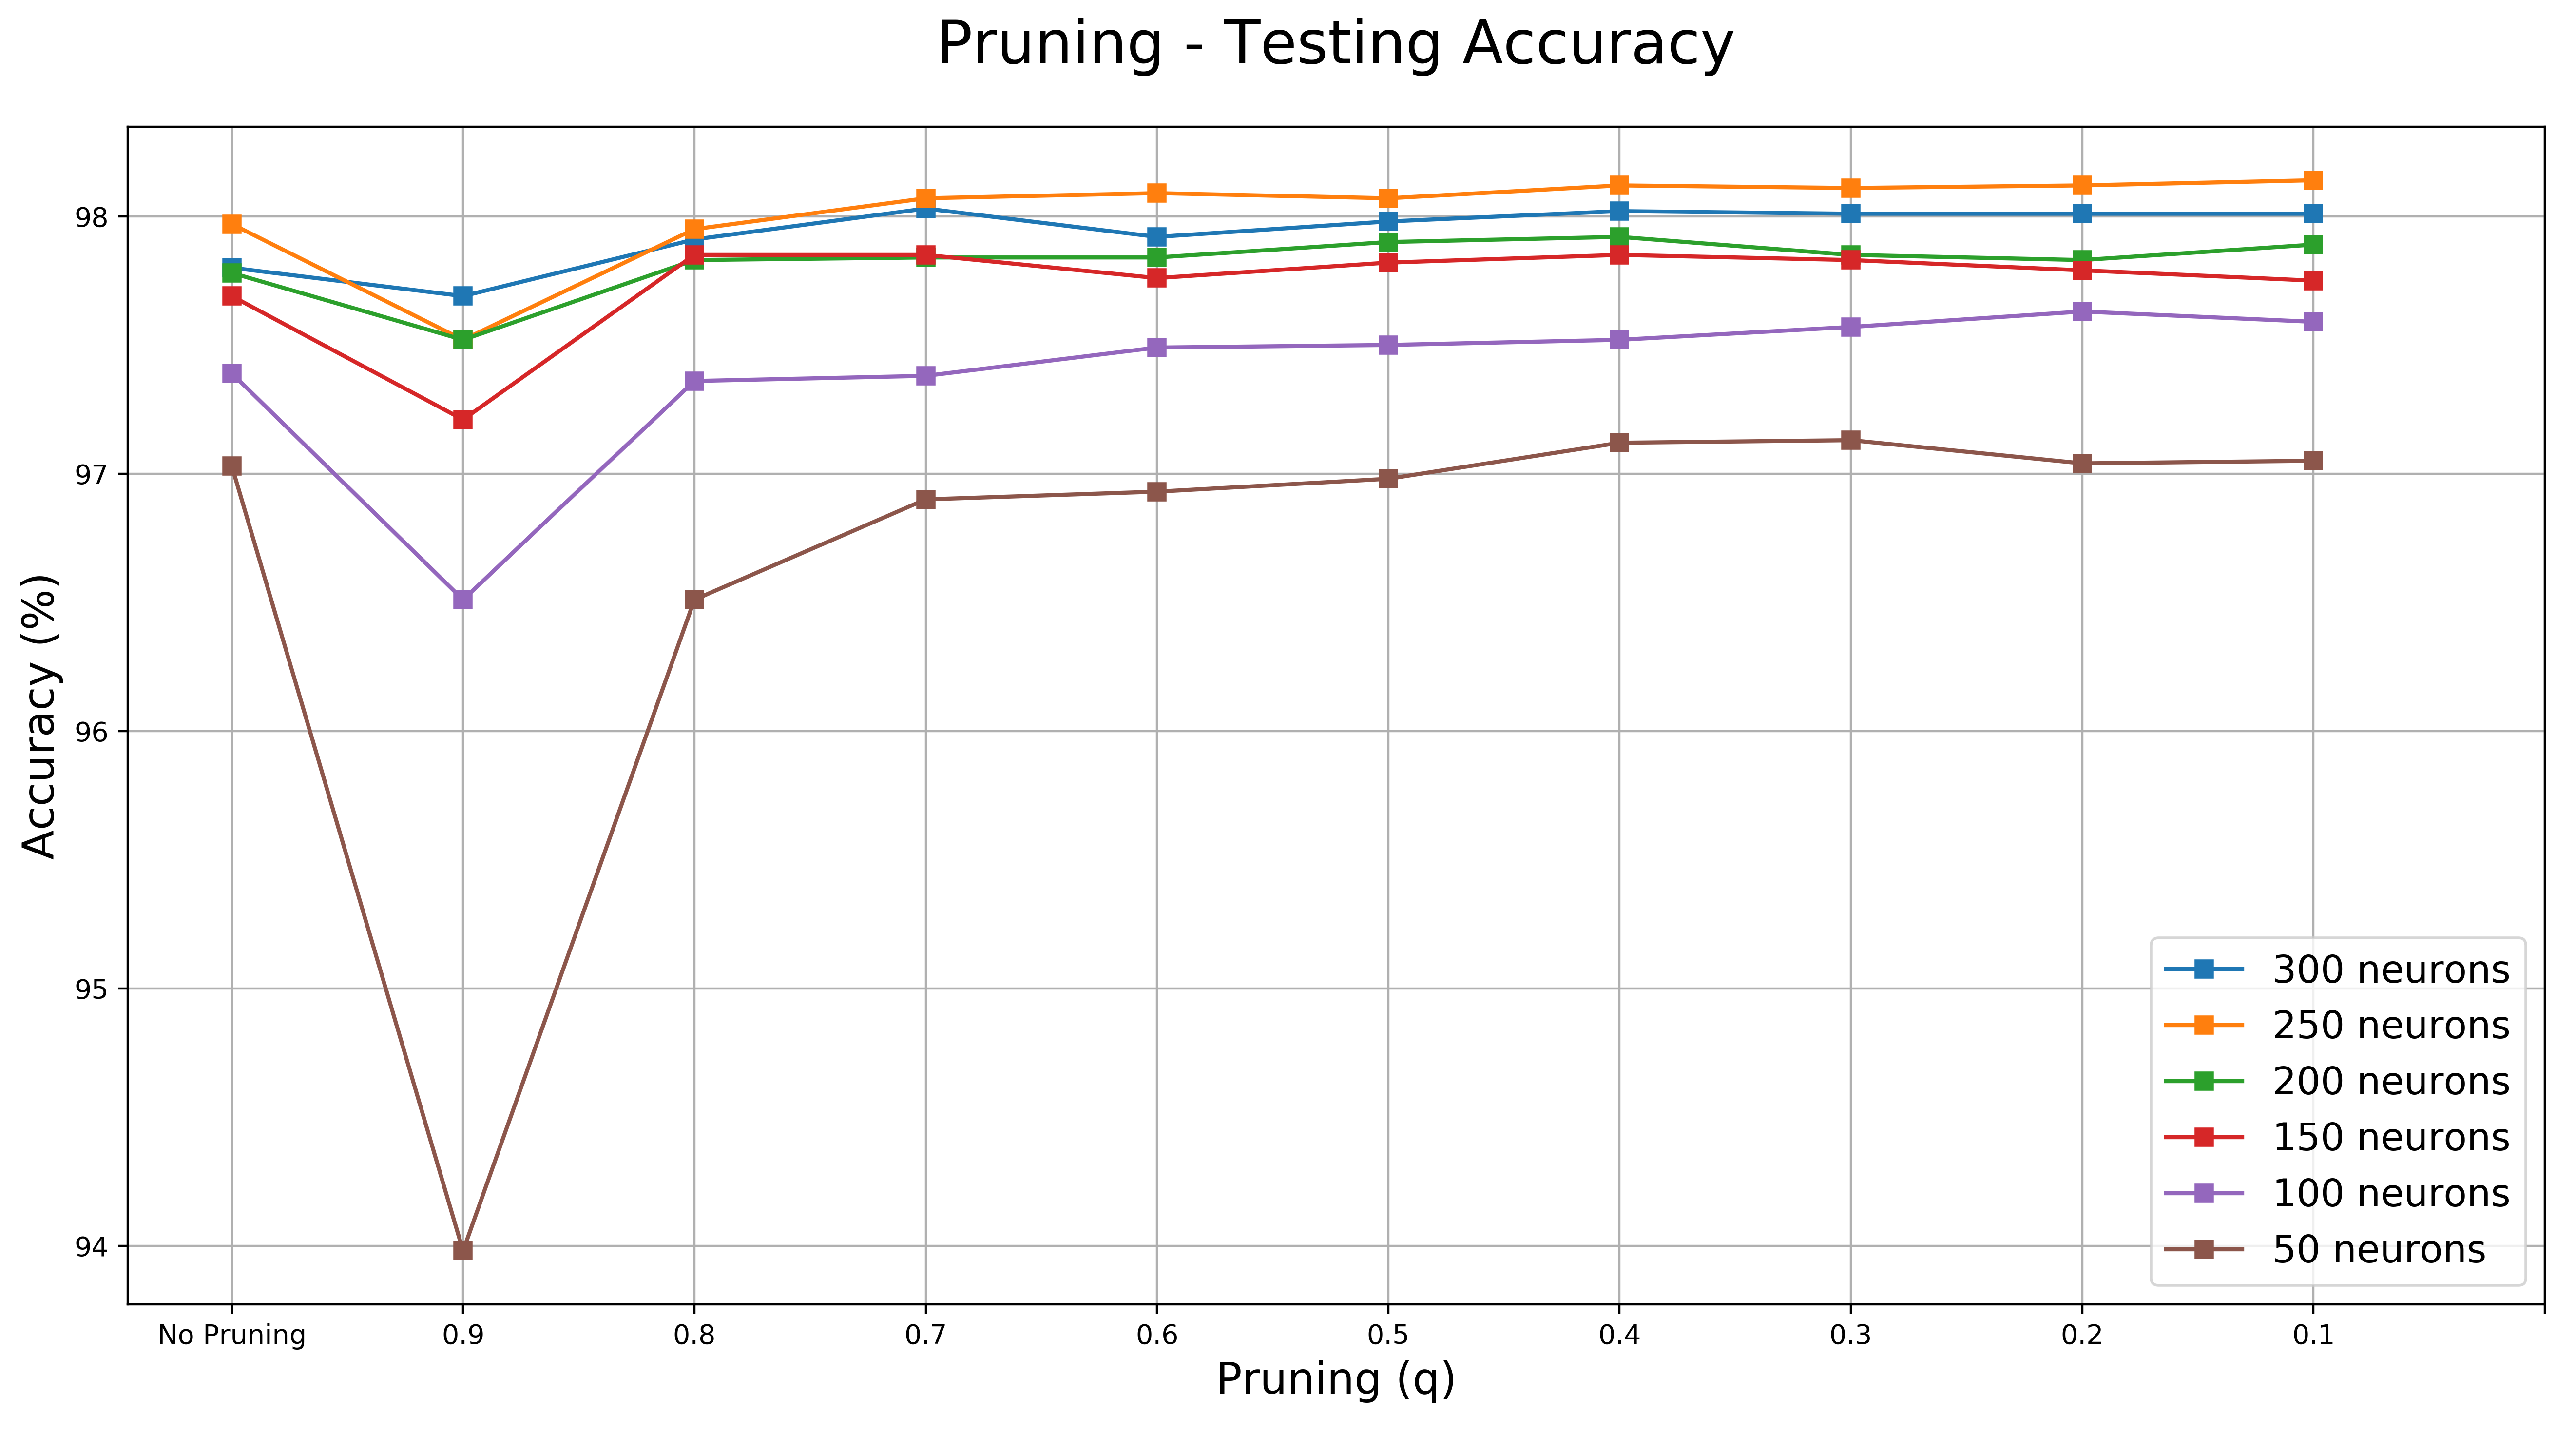 Pruning - Testing Accuracy
Accuracy (%)
98
97
96
95
94
300 neurons
250 neurons
200 neurons
150 neurons
100 neurons
50 neurons
No Pruning 0.9 0.8 0.7 0.6 0.5 0.4 0.3 0.2 0.1
Pruning (q)